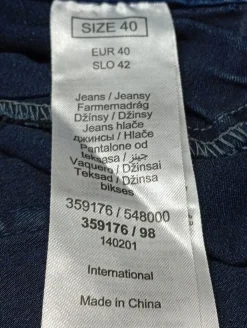 SIZE 40
EUR 40
SLO 42
Jeans / Jeansy
Farmernadrág
Džínsy / Džínsy
Jeans hlače
джинсы / Hlače
Pantalone od
teksasa / جينز
Vaquero / Džinsai
Teksad / Džinsa
bikses
359176 / 548000
359176 / 98
140201
International
Made in China